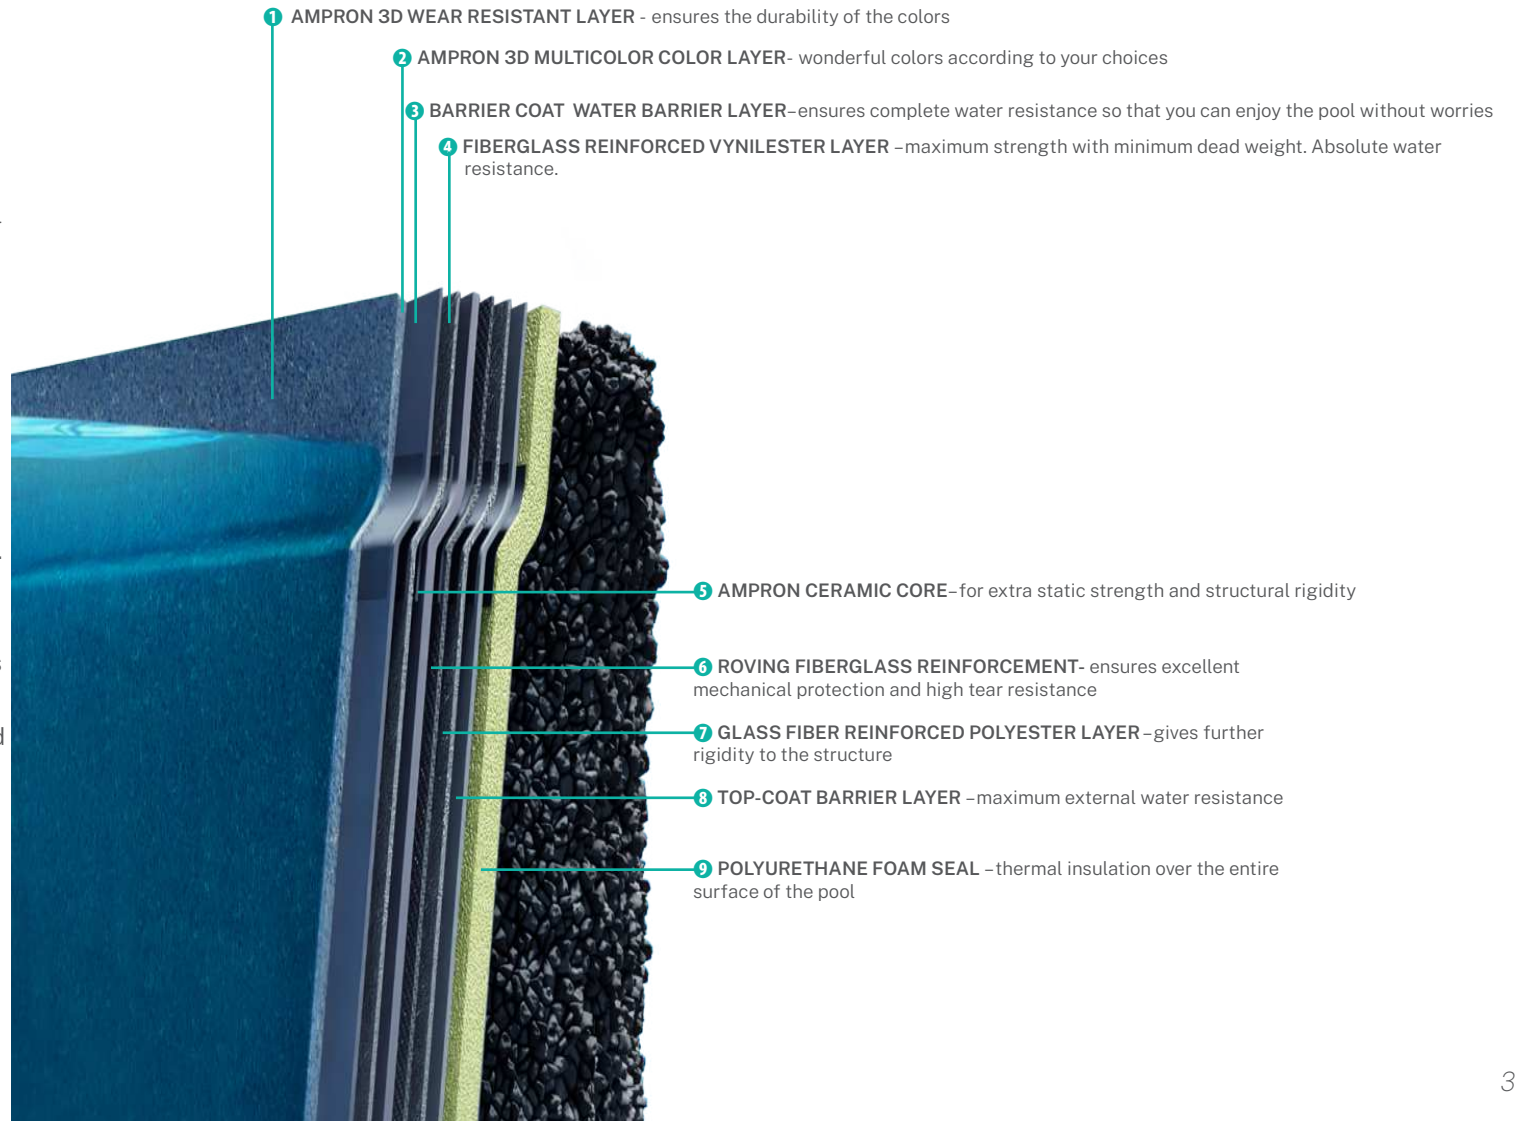 1 AMPRON 3D WEAR RESISTANT LAYER - ensures the durability of the colors
2 AMPRON 3D MULTICOLOR COLOR LAYER- wonderful colors according to your choices
3 BARRIER COAT WATER BARRIER LAYER–ensures complete water resistance so that you can enjoy the pool without worries
4 FIBERGLASS REINFORCED VYNILESTER LAYER –maximum strength with minimum dead weight. Absolute water
resistance.
5 AMPRON CERAMIC CORE–for extra static strength and structural rigidity
6 ROVING FIBERGLASS REINFORCEMENT- ensures excellent
mechanical protection and high tear resistance
7 GLASS FIBER REINFORCED POLYESTER LAYER –gives further
rigidity to the structure
8 TOP-COAT BARRIER LAYER –maximum external water resistance
9 POLYURETHANE FOAM SEAL –thermal insulation over the entire
surface of the pool
3